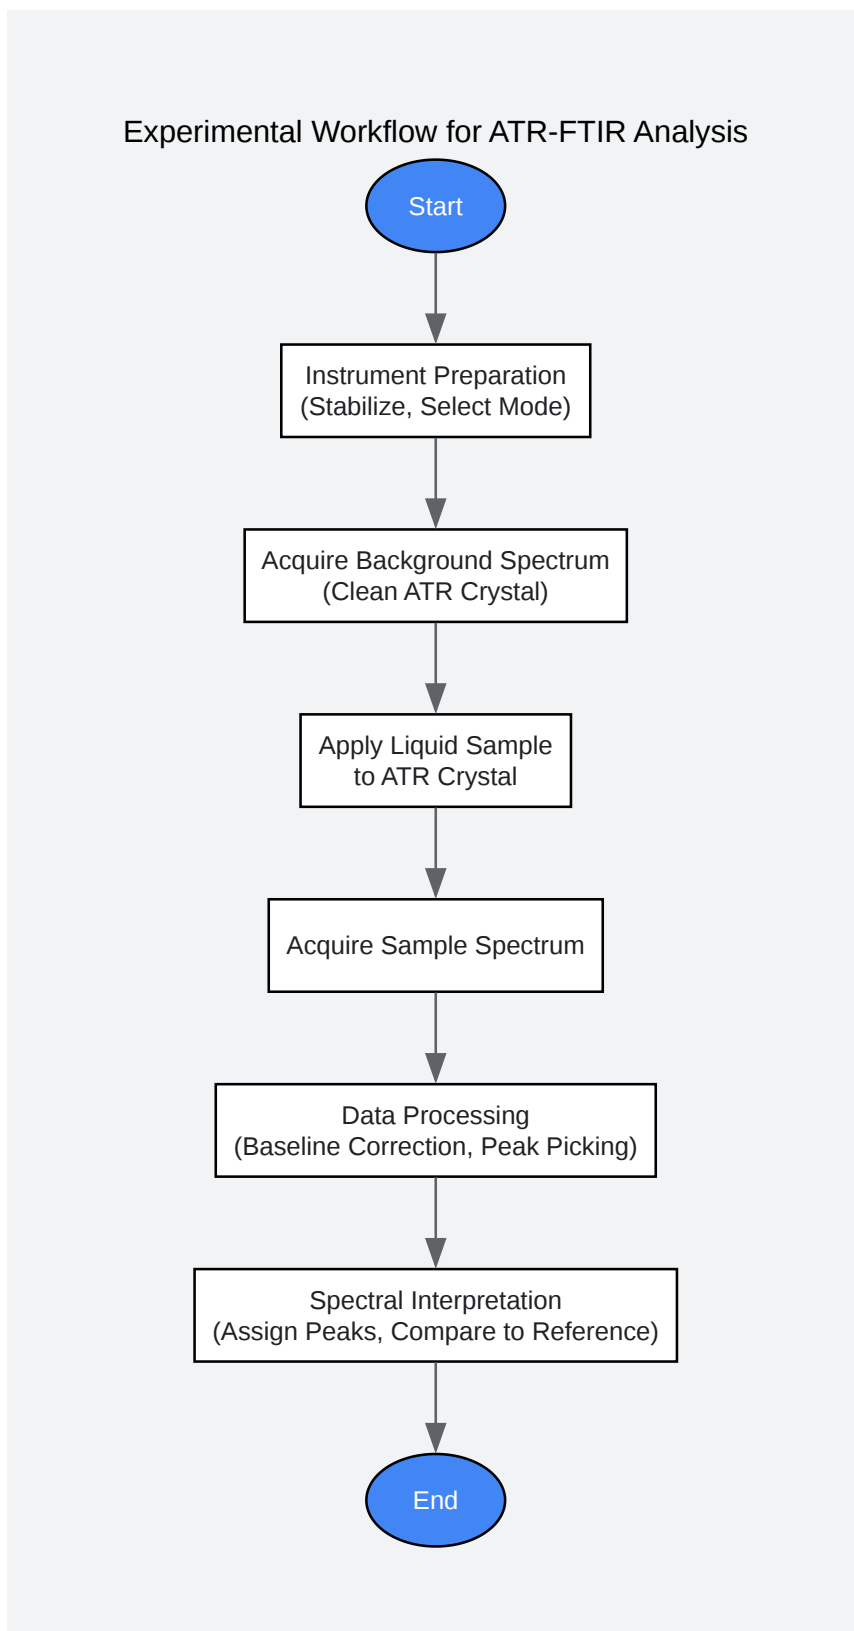 Experimental Workflow for ATR-FTIR Analysis
Start
Instrument Preparation
(Stabilize, Select Mode)
Acquire Background Spectrum
(Clean ATR Crystal)
Apply Liquid Sample
to ATR Crystal
Acquire Sample Spectrum
Data Processing
(Baseline Correction, Peak Picking)
Spectral Interpretation
(Assign Peaks, Compare to Reference)
End